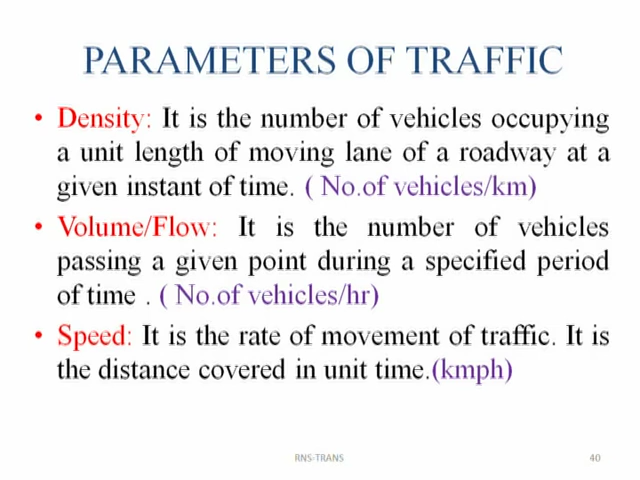 PARAMETERS OF TRAFFIC
• Density: It is the number of vehicles occupying
a unit length of moving lane of a roadway at a
given instant of time. ( No.of vehicles/km)
• Volume/Flow: It is the number of vehicles
passing a given point during a specified period
of time . ( No.of vehicles/hr)
• Speed: It is the rate of movement of traffic. It is
the distance covered in unit time.(kmph)
RNS-TRANS 40